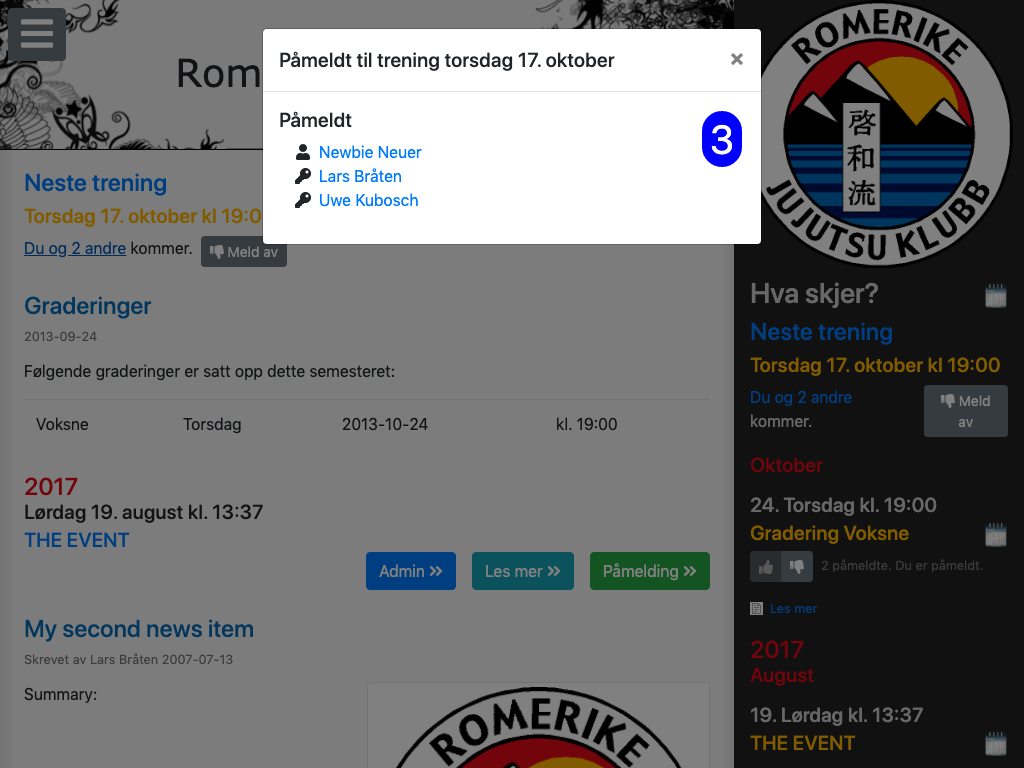 Rom
Påmeldt til trening torsdag 17. oktober
×
Påmeldt
3
Newbie Neuer
Lars Bråten
Uwe Kubosch
Neste trening
Torsdag 17. oktober kl 19:0
Du og 2 andre kommer. Meld av
Graderinger
2013-09-24
Følgende graderinger er satt opp dette semesteret:
Voksne Torsdag 2013-10-24 kl. 19:00
2017
Lørdag 19. august kl. 13:37
THE EVENT
Admin Les mer Påmelding
My second news item
Skrevet av Lars Bråten 2007-07-13
Summary:
ROMERIKE
ROMERIKE
啓和流
JUJUTSU KLUBB
Hva skjer?
Neste trening
Torsdag 17. oktober kl 19:00
Du og 2 andre
kommer.
Meld
av
Oktober
24. Torsdag kl. 19:00
Gradering Voksne
2 påmeldte. Du er påmeldt.
Les mer
2017
August
19. Lørdag kl. 13:37
THE EVENT